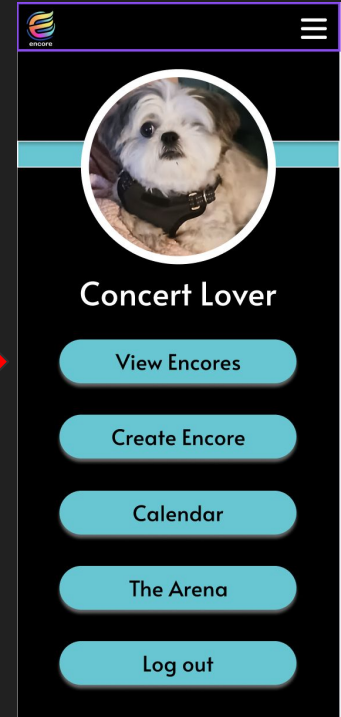 encore
Concert Lover
View Encores
Create Encore
Calendar
The Arena
Log out